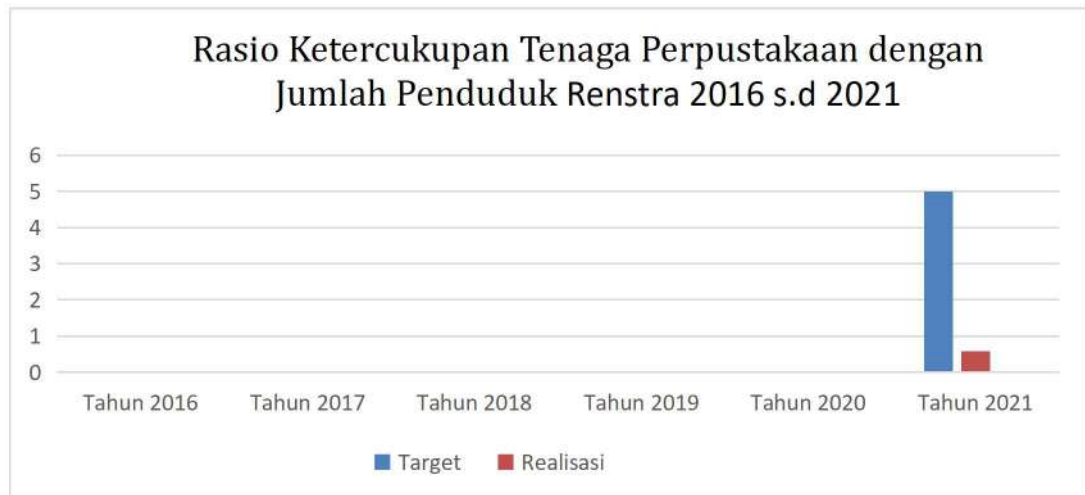 Rasio Ketercukupan Tenaga Perpustakaan dengan
Jumlah Penduduk Renstra 2016 s.d 2021
6
5
4
3
2
1
0
Tahun 2016 Tahun 2017 Tahun 2018 Tahun 2019 Tahun 2020 Tahun 2021
Target Realisasi